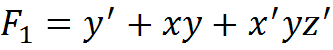 F₁ = y′ + xy + x′yz′